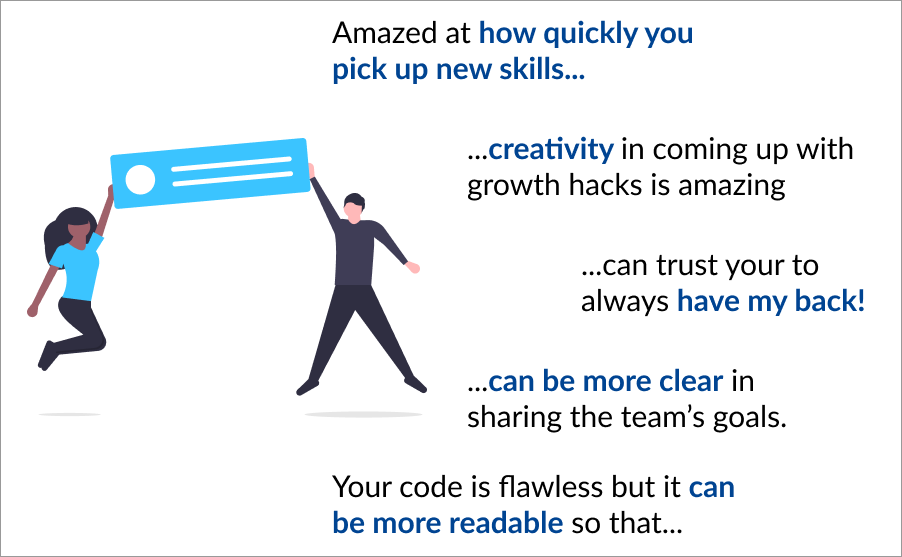 Amazed at how quickly you
pick up new skills...
...creativity in coming up with
growth hacks is amazing
...can trust your to
always have my back!
...can be more clear in
sharing the team’s goals.
Your code is flawless but it can
be more readable so that...